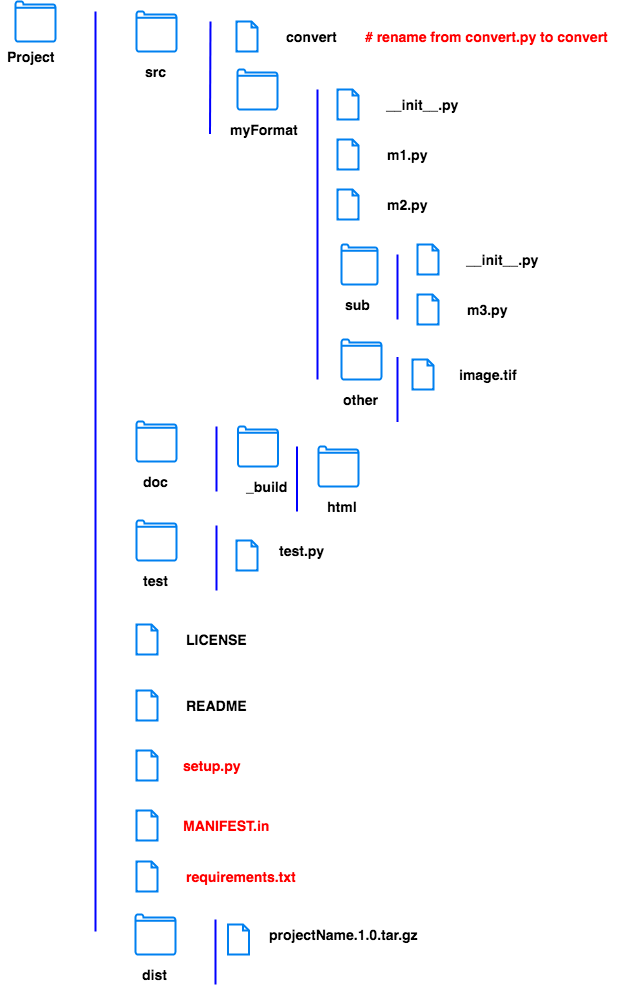 Project
src
convert # rename from convert.py to convert
myFormat
__init__.py
m1.py
m2.py
sub
__init__.py
m3.py
other
image.tif
doc
_build
html
test
test.py
LICENSE
README
setup.py
MANIFEST.in
requirements.txt
dist
projectName.1.0.tar.gz